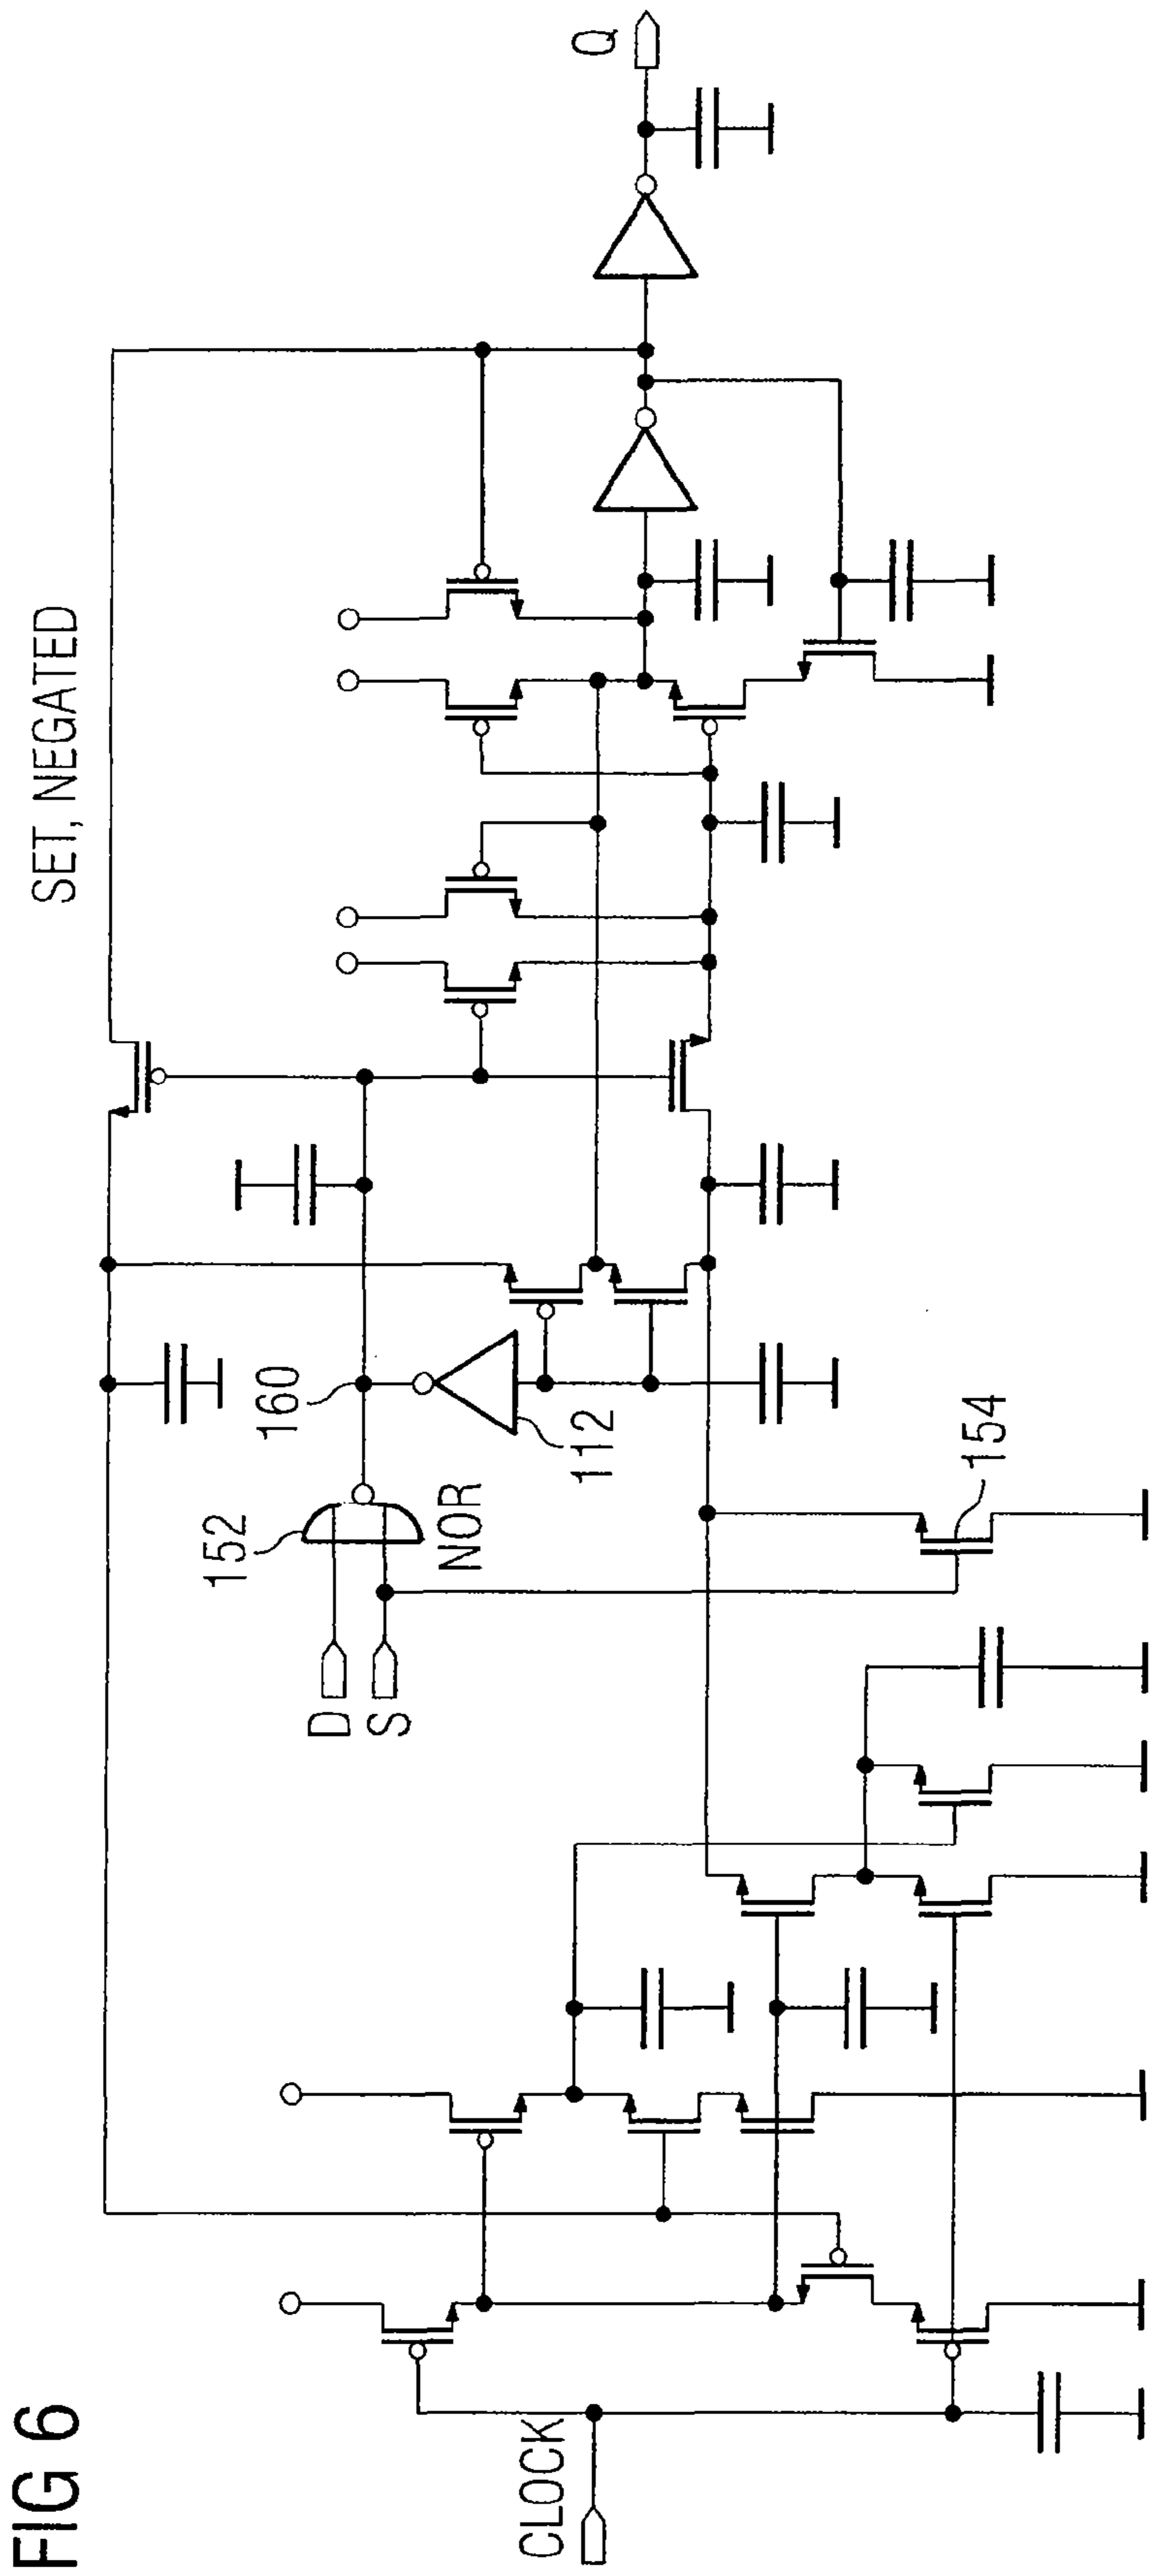 FIG 6
SET, NEGATED
Q
160
152
D
S
NOR
112
154
CLOCK